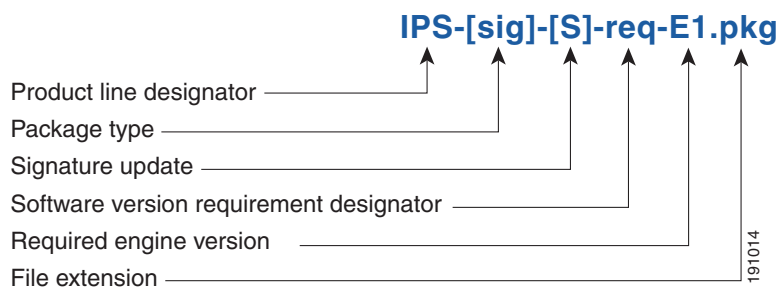 IPS-[sig]-[S]-req-E1.pkg
Product line designator
Package type
Signature update
Software version requirement designator
Required engine version
File extension
191014